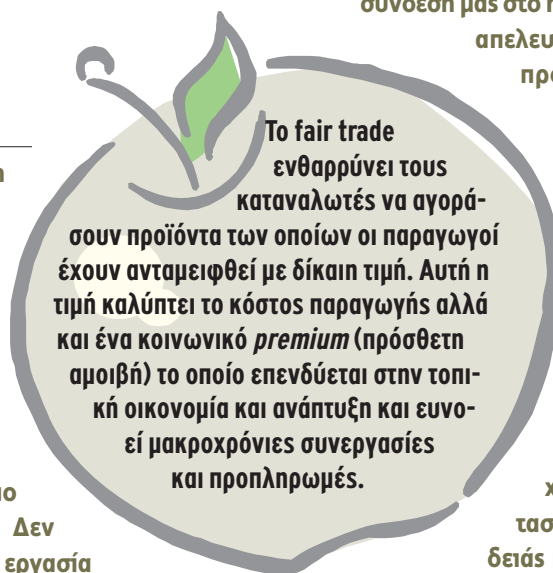 σύνδεσή μας στο
απελευ
προ
Το fair trade
ενθαρρύνει τους
καταναλωτές να αγορά-
σουν προϊόντα των οποίων οι παραγωγοί
έχουν ανταμειφθεί με δίκαιη τιμή. Αυτή η
τιμή καλύπτει το κόστος παραγωγής αλλά
και ένα κοινωνικό premium (πρόσθετη
αμοιβή) το οποίο επενδύεται στην τοπι-
κή οικονομία και ανάπτυξη και ευνο-
εί μακροχρόνιες συνεργασίες
και προπληρωμές.
Δεν
τασ
εργασία
δειάς